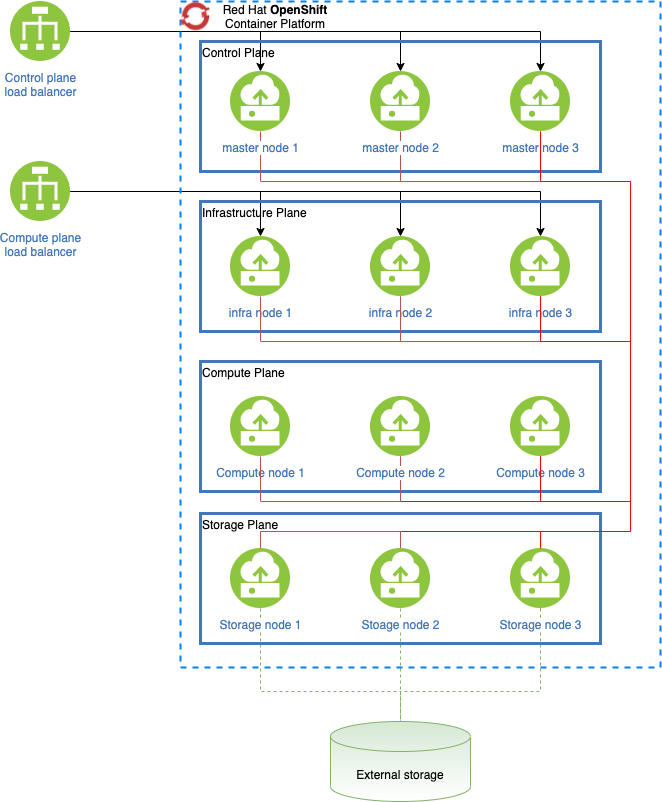 Red Hat OpenShift
Container Platform
Control plane
load balancer
Control Plane
master node 1
master node 2
master node 3
Compute plane
load balancer
Infrastructure Plane
infra node 1
infra node 2
infra node 3
Compute Plane
Compute node 1
Compute node 2
Compute node 3
Storage Plane
Storage node 1
Stoage node 2
Storage node 3
External storage